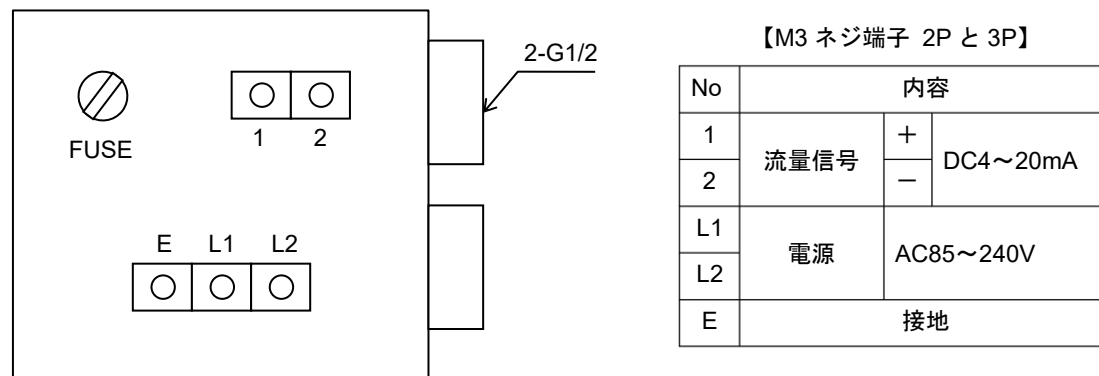 2-G1/2
FUSE
1 2
E L1 L2
【M3 ネジ端子 2P と 3P】
No 内容
1 流量信号 + DC4~20mA
2 -
L1 電源 AC85~240V
L2
E 接地